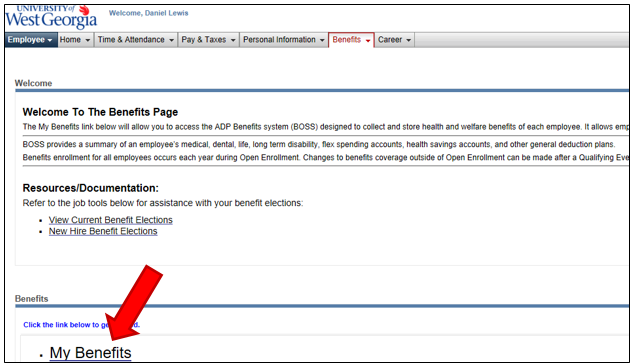 UNIVERSITY of
West Georgia
Welcome, Daniel Lewis
Employee Home Time & Attendance Pay & Taxes Personal Information Benefits Career
Welcome
Welcome To The Benefits Page
The My Benefits link below will allow you to access the ADP Benefits system (BOSS) designed to collect and store health and welfare benefits of each employee. It allows emp
BOSS provides a summary of an employee's medical, dental, life, long term disability, flex spending accounts, health savings accounts, and other general deduction plans.
Benefits enrollment for all employees occurs each year during Open Enrollment. Changes to benefits coverage outside of Open Enrollment can be made after a Qualifying Eve
Resources/Documentation:
Refer to the job tools below for assistance with your benefit elections:
View Current Benefit Elections
New Hire Benefit Elections
Benefits
Click the link below to ge d.
My Benefits